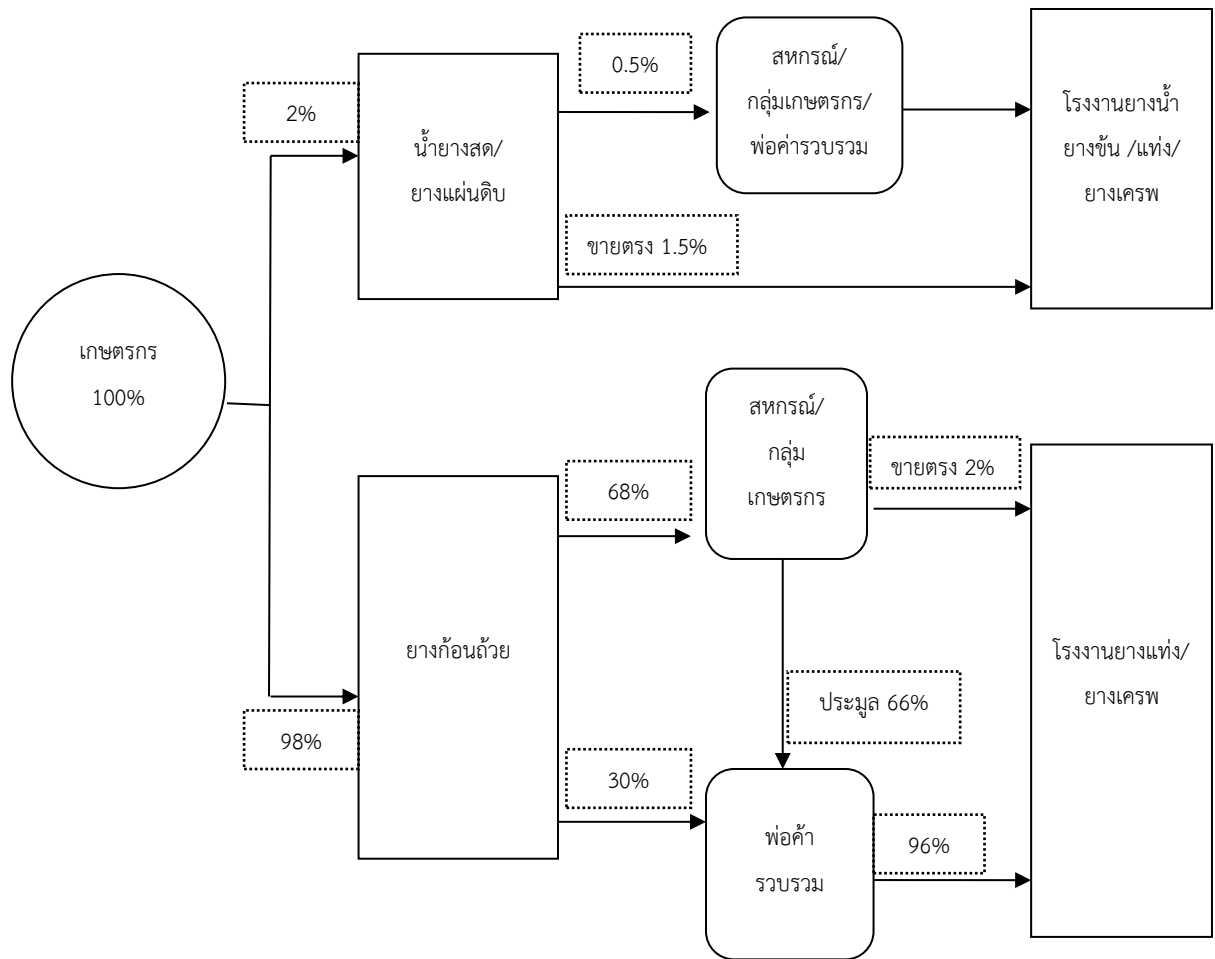 เกษตรกร
100%
2%
น้ำยางสด/
ยางแผ่นดิบ
0.5%
สหกรณ์/
กลุ่มเกษตรกร/
พ่อค่ารวบรวม
ขายตรง 1.5%
โรงงานยางน้ำ
ยางข้น /แท่ง/
ยางเครพ
98%
ยางก้อนถ้วย
68%
สหกรณ์/
กลุ่ม
เกษตรกร
ขายตรง 2%
ประมูล 66%
30%
พ่อค้า
รวบรวม
96%
โรงงานยางแท่ง/
ยางเครพ